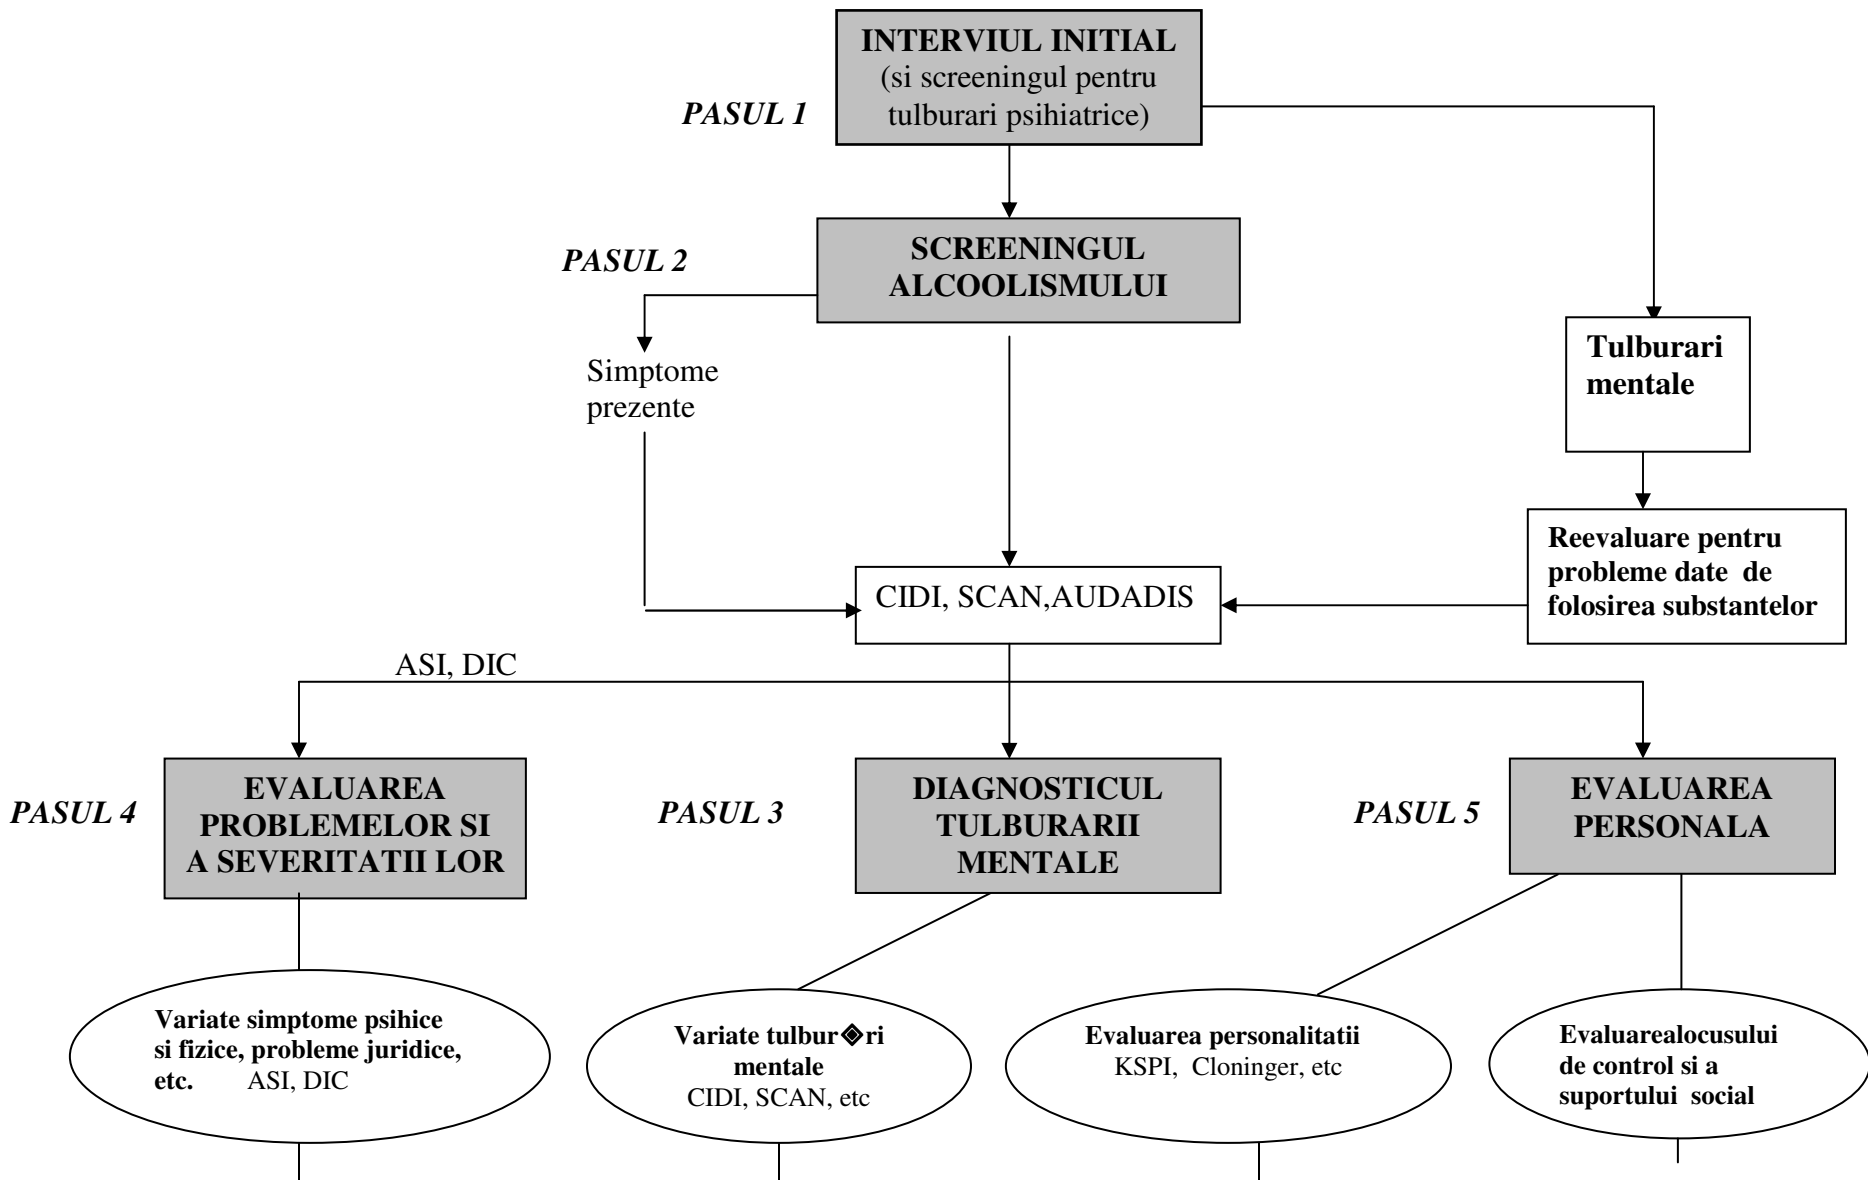 INTERVIUL INITIAL
(si screeningul pentru
tulburari psihiatrice)
PASUL 1
SCREENINGUL
ALCOOLISMULUI
PASUL 2
Simptome
prezente
Tulburari
mentale
Reevaluare pentru
probleme date de
folosirea substantelor
CIDI, SCAN,AUDADIS
ASI, DIC
PASUL 4
EVALUAREA
PROBLEMELOR SI
A SEVERITATII LOR
PASUL 3
DIAGNOSTICUL
TULBURARII
MENTALE
PASUL 5
EVALUAREA
PERSONALA
Variate simptome psihice
si fizice, probleme juridice,
etc. ASI, DIC
Variate tulbur�ri
mentale
CIDI, SCAN, etc
Evaluarea personalitatii
KSPI, Cloninger, etc
Evaluarealocusului
de control si a
suportului social